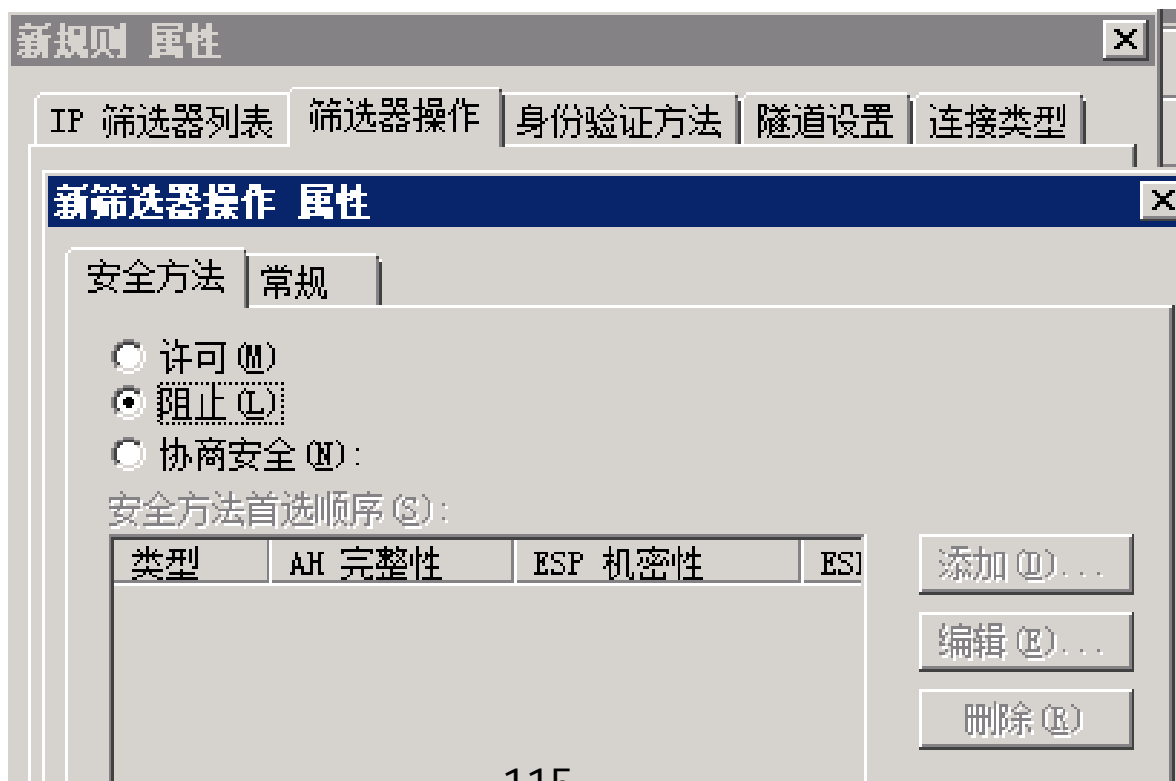 新规则 属性
IP 筛选器列表 筛选器操作 身份验证方法 隧道设置 连接类型
新筛选器操作 属性
安全方法 常规
许可(M)
阻止(L)
协商安全(N):
安全方法首选顺序(S):
类型 AH 完整性 ESP 机密性 ESI
添加(D)...
编辑(E)...
删除(R)
115